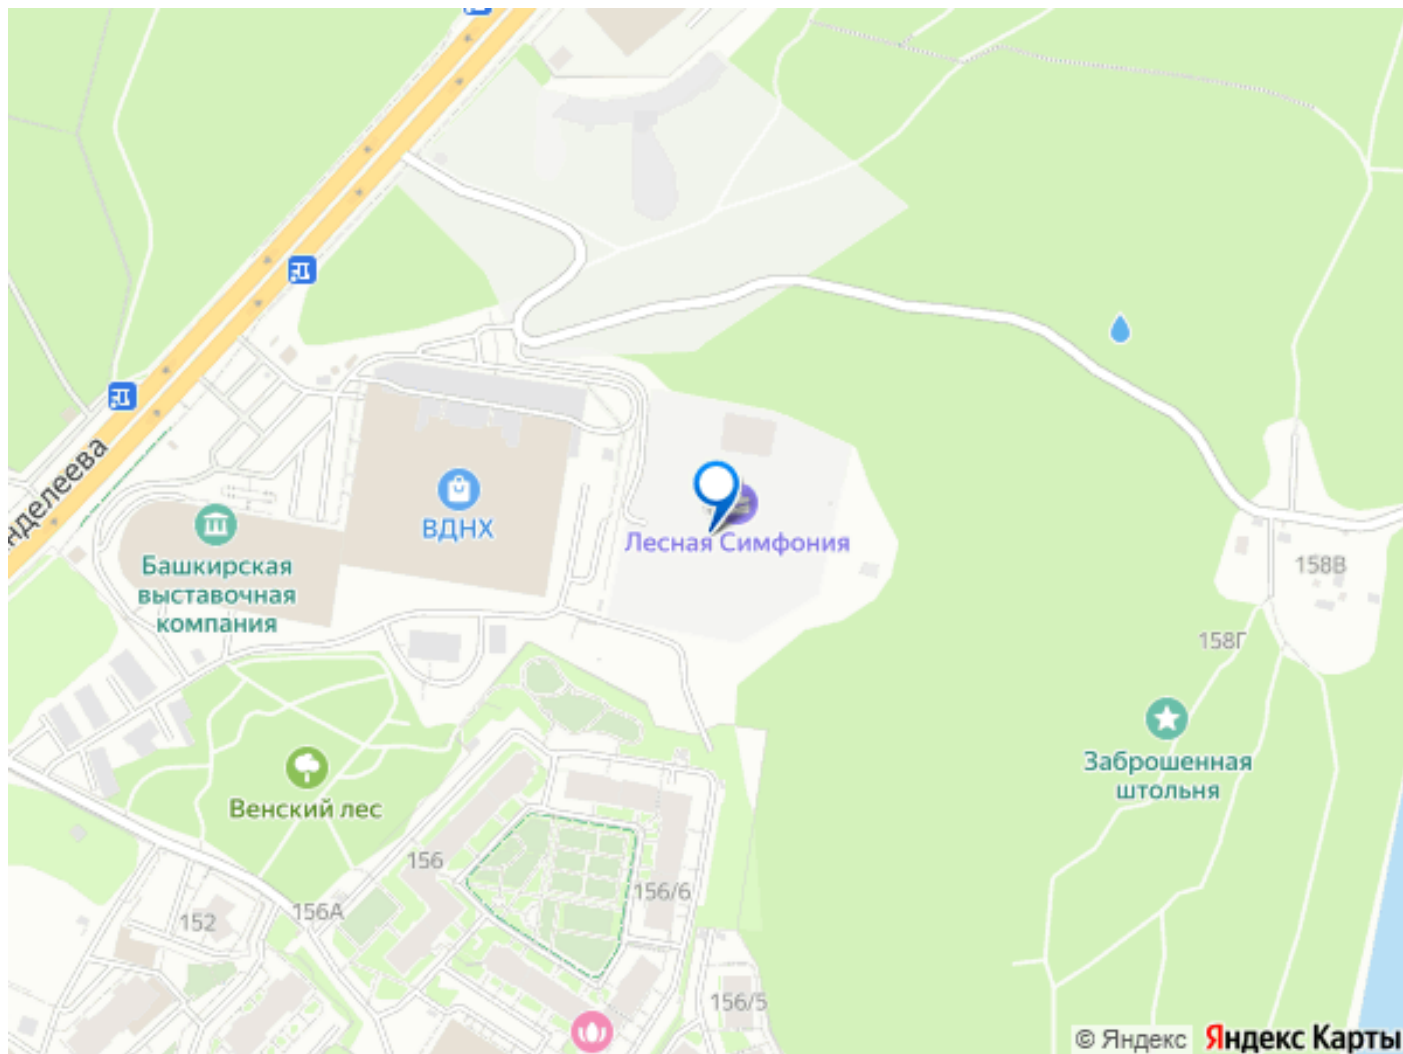 нделеева
ВДНХ
Башкирская
выставочная
компания
Лесная Симфония
158В
158Г
Заброшенная
штольня
Венский лес
156
156/6
152
156А
156/5
© Яндекс Яндекс Карты